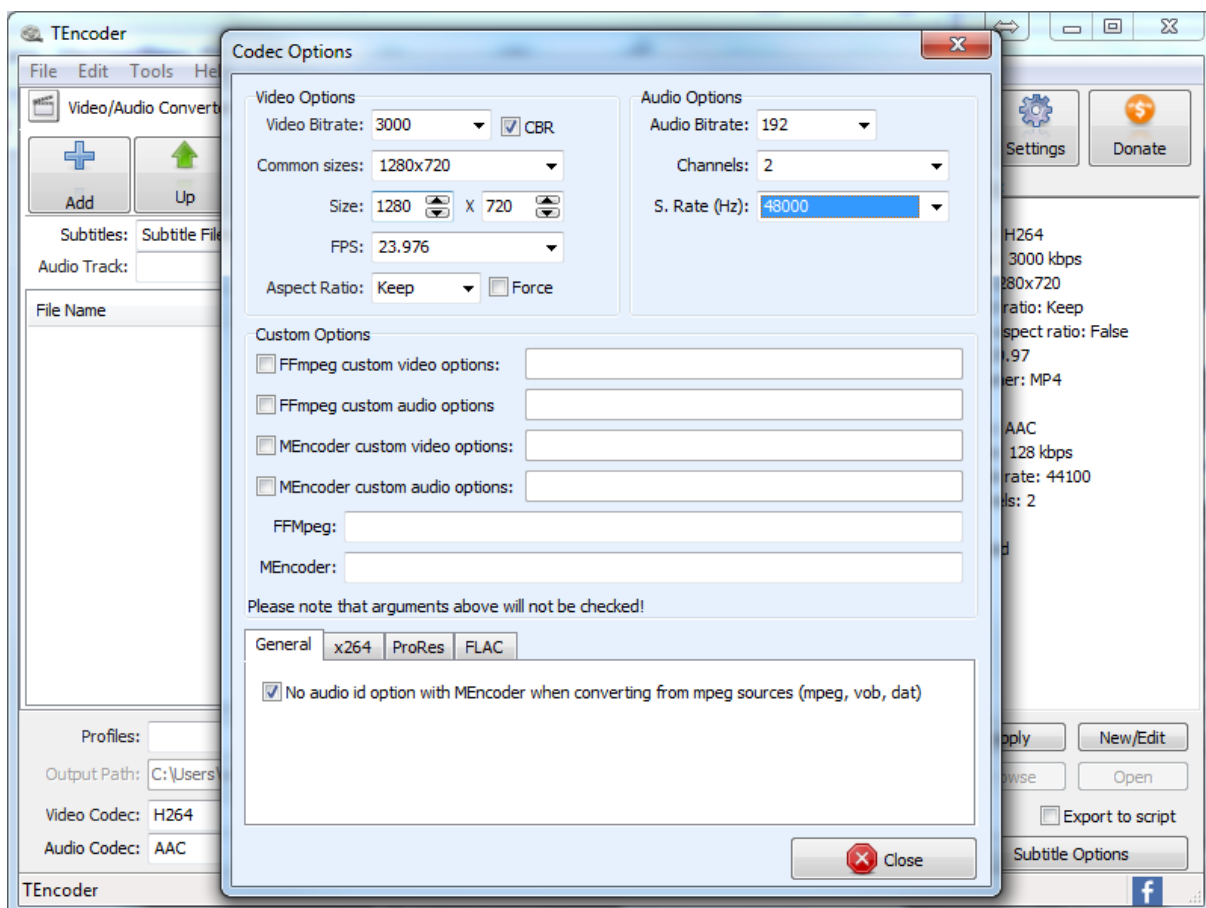 TEncoder
File Edit Tools
Video/Audio
Add Up
Subtitles: Subtitle
Audio Track:
File Name
Codec Options
Video Options
Video Bitrate: 3000 CBR
Common sizes: 1280x720
Size: 1280 X 720
FPS: 23.976
Aspect Ratio: Keep Force
Audio Options
Audio Bitrate: 192
Channels: 2
S. Rate (Hz): 48000
Custom Options
FFmpeg custom video options:
FFmpeg custom audio options
MEncoder custom video options:
MEncoder custom audio options:
FFMpeg:
MEncoder:
Please note that arguments above will not be checked!
General x264 ProRes FLAC
No audio id option with MEncoder when converting from mpeg sources (mpeg, vob, dat)
Close
Settings Donate
H264
3000 kbps
280x720
ratio: Keep
spect ratio: False
.97
er: MP4
AAC
128 kbps
rate: 44100
els: 2
Profiles:
New/Edit
Output Path: C:\Users\
Open
Video Codec: H264
Export to script
Audio Codec: AAC
Subtitle Options
TEncoder
f